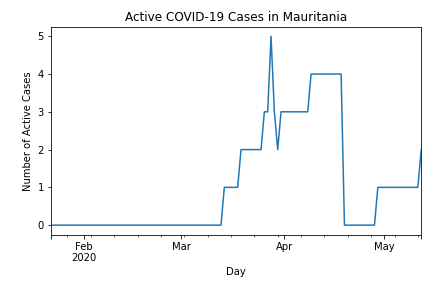 Active COVID-19 Cases in Mauritania
Number of Active Cases
5
4
3
2
1
0
Feb
2020
Mar
Apr
May
Day